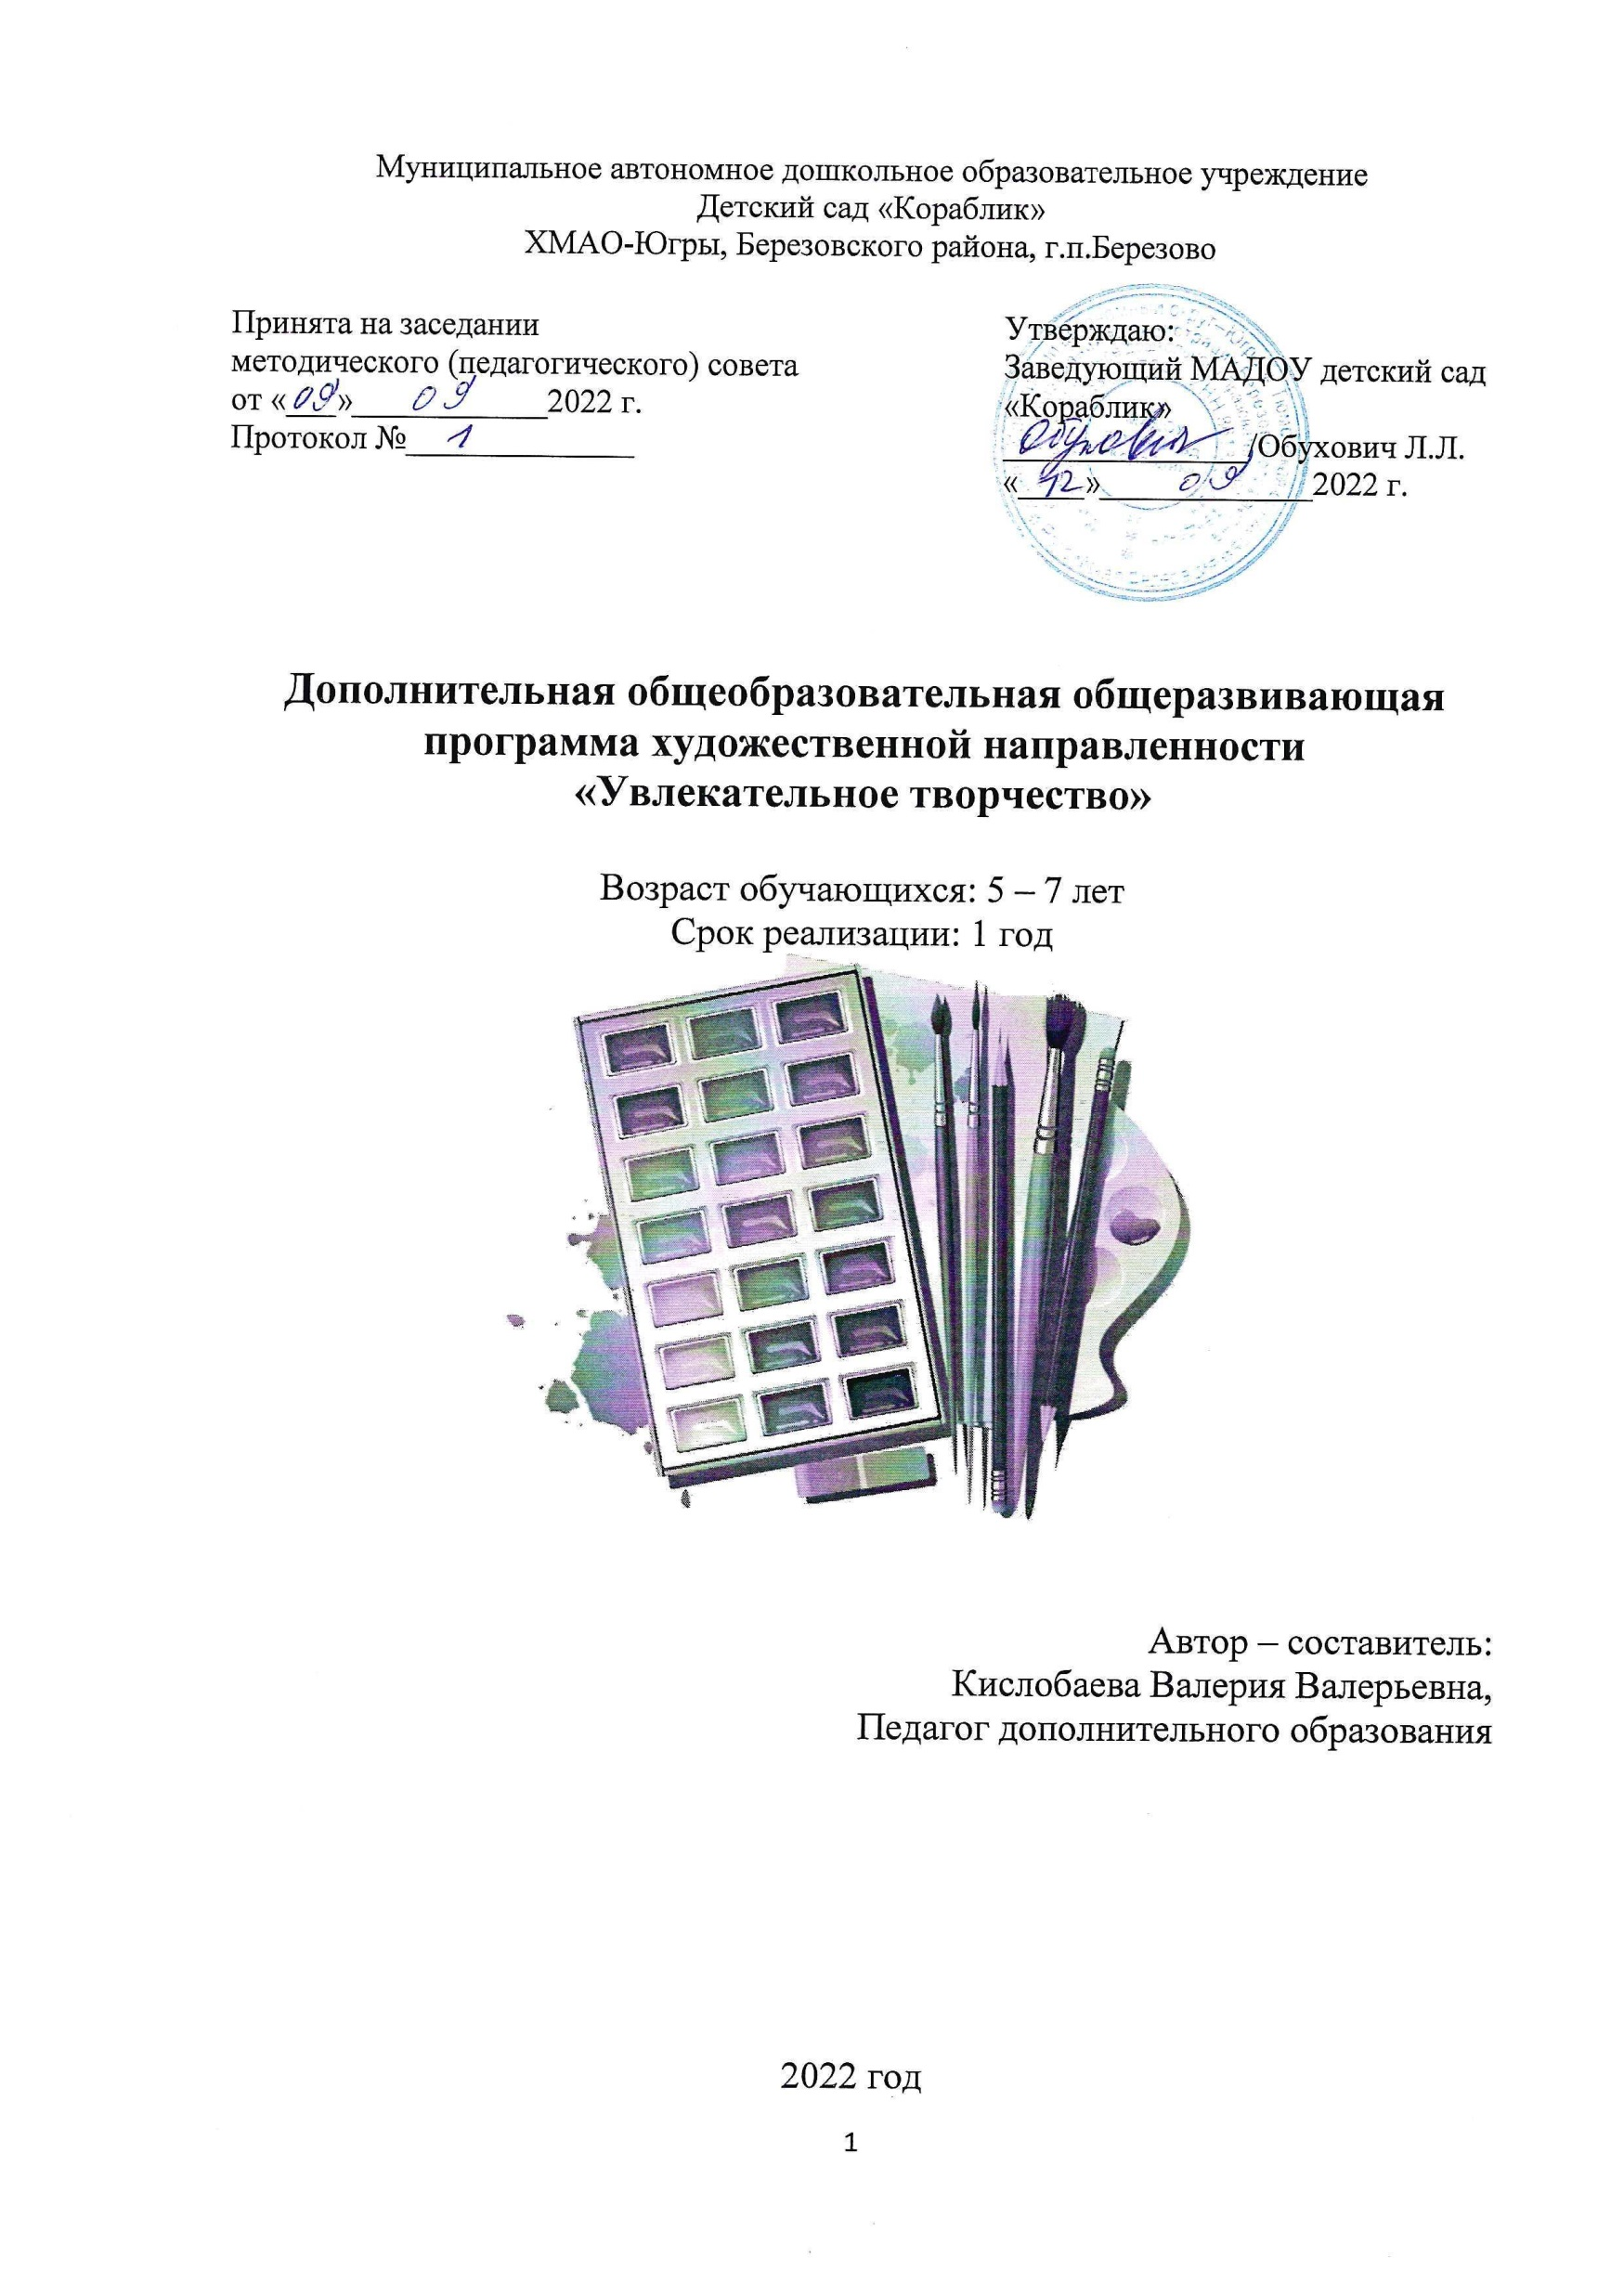 Муниципальное автономное дошкольное образовательное учреждение
Детский сад «Кораблик»
ХМАО-Югры, Березовского района, г.п.Березово
Принята на заседании
методического (педагогического) совета
от «09» 09 2022 г.
Протокол № 1
Утверждаю:
Заведующий МАДОУ детский сад
«Кораблик»
Обухович /Обухович Л.Л.
«12» 09 2022 г.
Дополнительная общеобразовательная общеразвивающая
программа художественной направленности
«Увлекательное творчество»
Возраст обучающихся: 5 – 7 лет
Срок реализации: 1 год
Автор – составитель:
Кислобаева Валерия Валерьевна,
Педагог дополнительного образования
2022 год
1